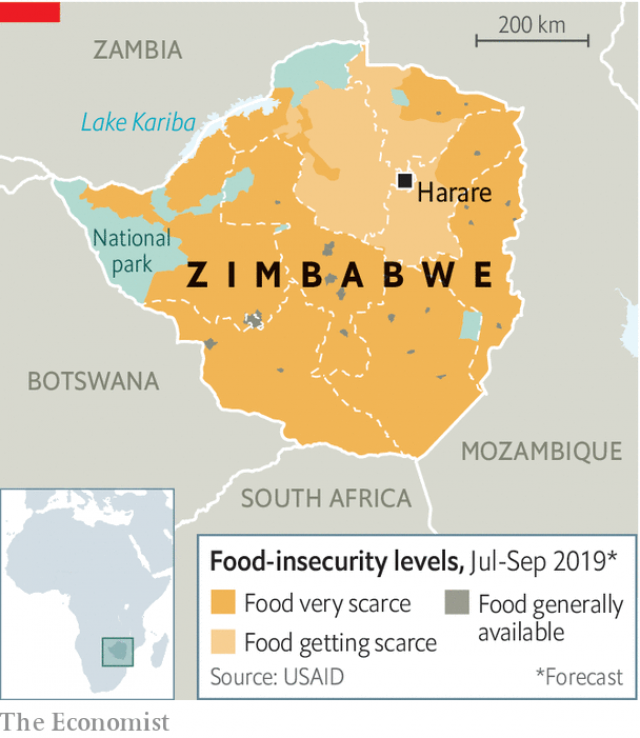 200 km
ZAMBIA
Lake Kariba
Harare
National
park
ZIMBABWE
BOTSWANA
MOZAMBIQUE
SOUTH AFRICA
Food-insecurity levels, Jul-Sep 2019*
Food very scarce
Food getting scarce
Food generally
available
Source: USAID
*Forecast
The Economist